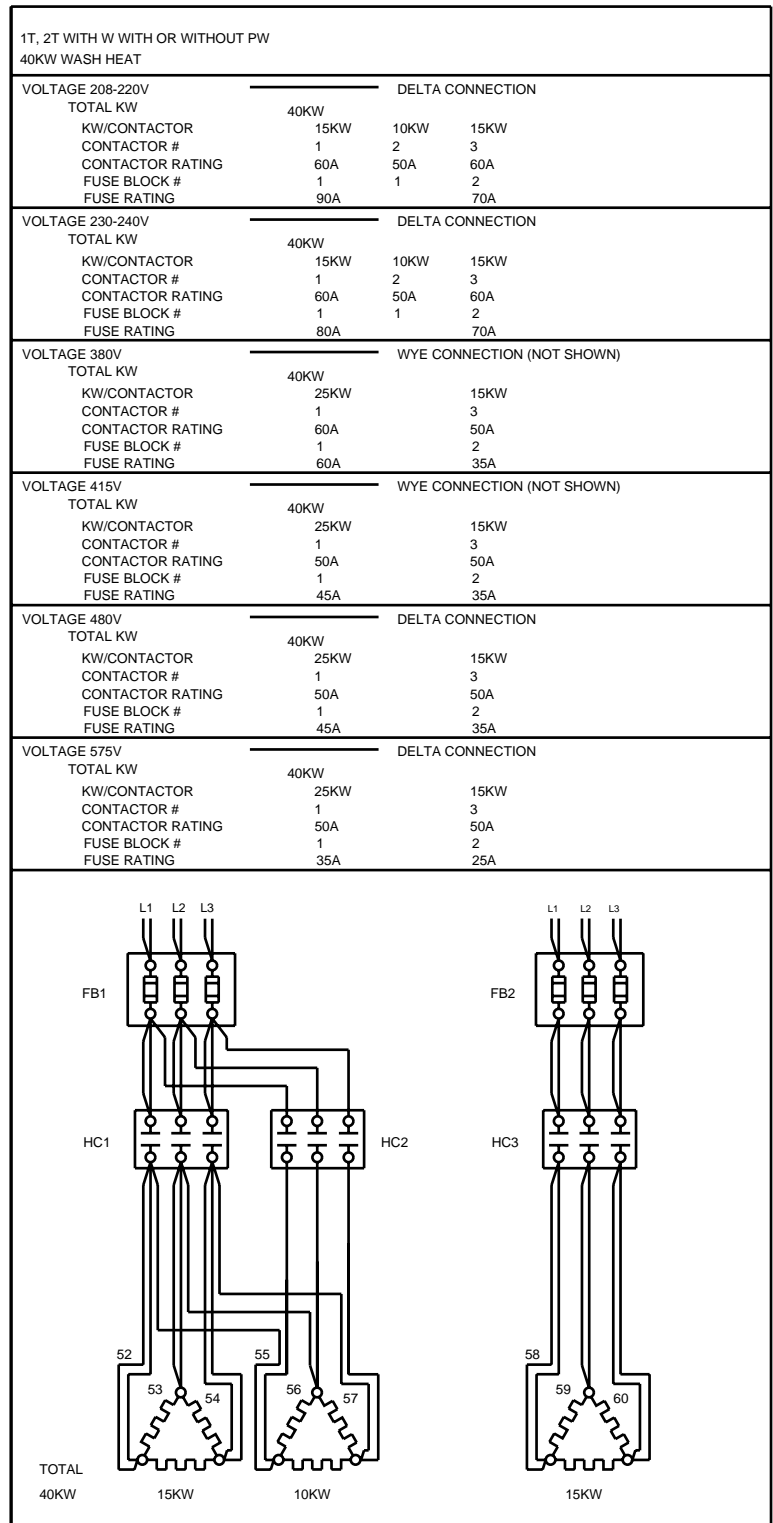 1T, 2T WITH W WITH OR WITHOUT PW
40KW WASH HEAT
VOLTAGE 208-220V DELTA CONNECTION
TOTAL KW 40KW
KW/CONTACTOR 15KW 10KW 15KW
CONTACTOR # 1 2 3
CONTACTOR RATING 60A 50A 60A
FUSE BLOCK # 1 1 2
FUSE RATING 90A 70A
VOLTAGE 230-240V DELTA CONNECTION
TOTAL KW 40KW
KW/CONTACTOR 15KW 10KW 15KW
CONTACTOR # 1 2 3
CONTACTOR RATING 60A 50A 60A
FUSE BLOCK # 1 1 2
FUSE RATING 80A 70A
VOLTAGE 380V WYE CONNECTION (NOT SHOWN)
TOTAL KW 40KW
KW/CONTACTOR 25KW 15KW
CONTACTOR # 1 3
CONTACTOR RATING 60A 50A
FUSE BLOCK # 1 2
FUSE RATING 60A 35A
VOLTAGE 415V WYE CONNECTION (NOT SHOWN)
TOTAL KW 40KW
KW/CONTACTOR 25KW 15KW
CONTACTOR # 1 3
CONTACTOR RATING 50A 50A
FUSE BLOCK # 1 2
FUSE RATING 45A 35A
VOLTAGE 480V DELTA CONNECTION
TOTAL KW 40KW
KW/CONTACTOR 25KW 15KW
CONTACTOR # 1 3
CONTACTOR RATING 50A 50A
FUSE BLOCK # 1 2
FUSE RATING 45A 35A
VOLTAGE 575V DELTA CONNECTION
TOTAL KW 40KW
KW/CONTACTOR 25KW 15KW
CONTACTOR # 1 3
CONTACTOR RATING 50A 50A
FUSE BLOCK # 1 2
FUSE RATING 35A 25A
L1 L2 L3 L1 L2 L3
FB1 FB2
HC1 HC2 HC3
52 55 58
53 54 56 57 59 60
TOTAL
40KW 15KW 10KW 15KW